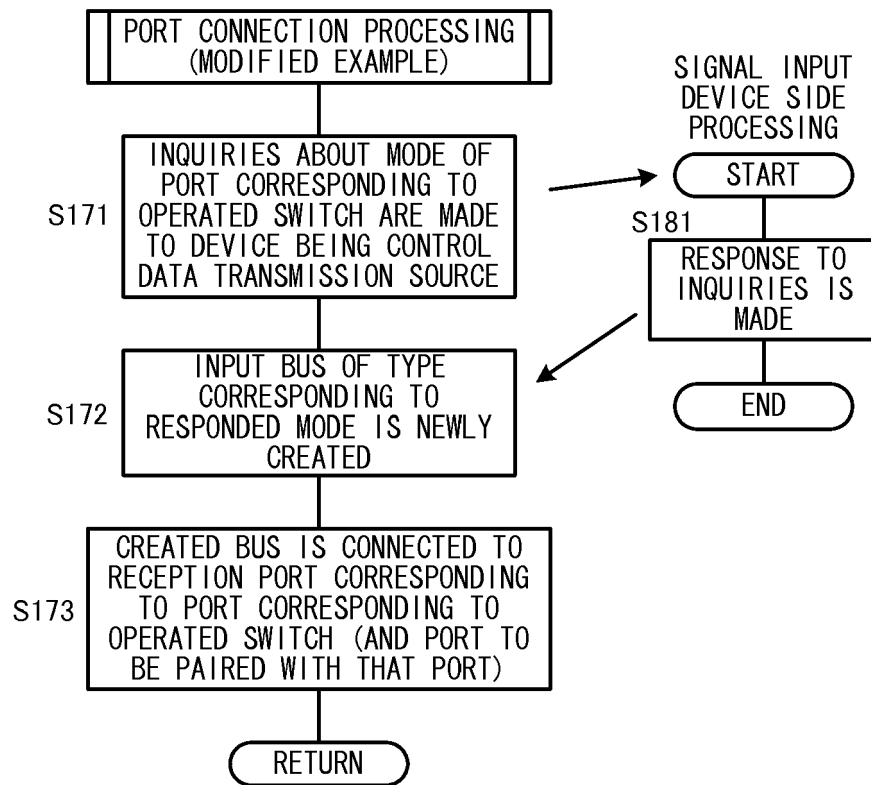 PORT CONNECTION PROCESSING
(MODIFIED EXAMPLE)
SIGNAL INPUT
DEVICE SIDE
PROCESSING
START
S171
INQUIRIES ABOUT MODE OF
PORT CORRESPONDING TO
OPERATED SWITCH ARE MADE
TO DEVICE BEING CONTROL
DATA TRANSMISSION SOURCE
S181
RESPONSE TO
INQUIRIES IS
MADE
END
S172
INPUT BUS OF TYPE
CORRESPONDING TO
RESPONDED MODE IS NEWLY
CREATED
S173
CREATED BUS IS CONNECTED TO
RECEPTION PORT CORRESPONDING
TO PORT CORRESPONDING TO
OPERATED SWITCH (AND PORT TO
BE PAIRED WITH THAT PORT)
RETURN